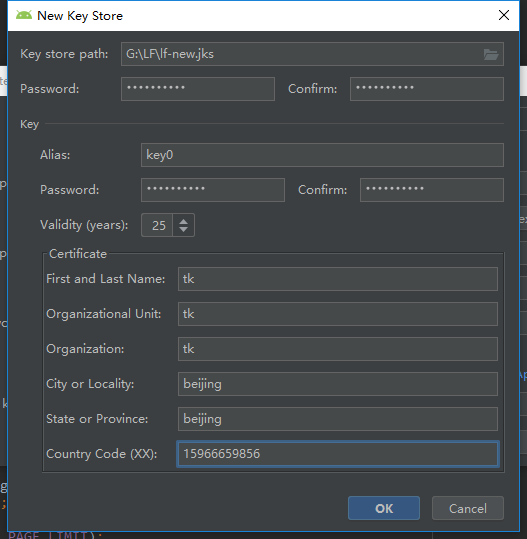 New Key Store
Key store path: G:\LF\lf-new.jks
Password: •••••••••• Confirm: ••••••••••
Key
Alias: key0
Password: •••••••••• Confirm: ••••••••••
Validity (years): 25
Certificate
First and Last Name: tk
Organizational Unit: tk
Organization: tk
City or Locality: beijing
State or Province: beijing
Country Code (XX): 15966659856
OK Cancel
PAGE_LIMIT);